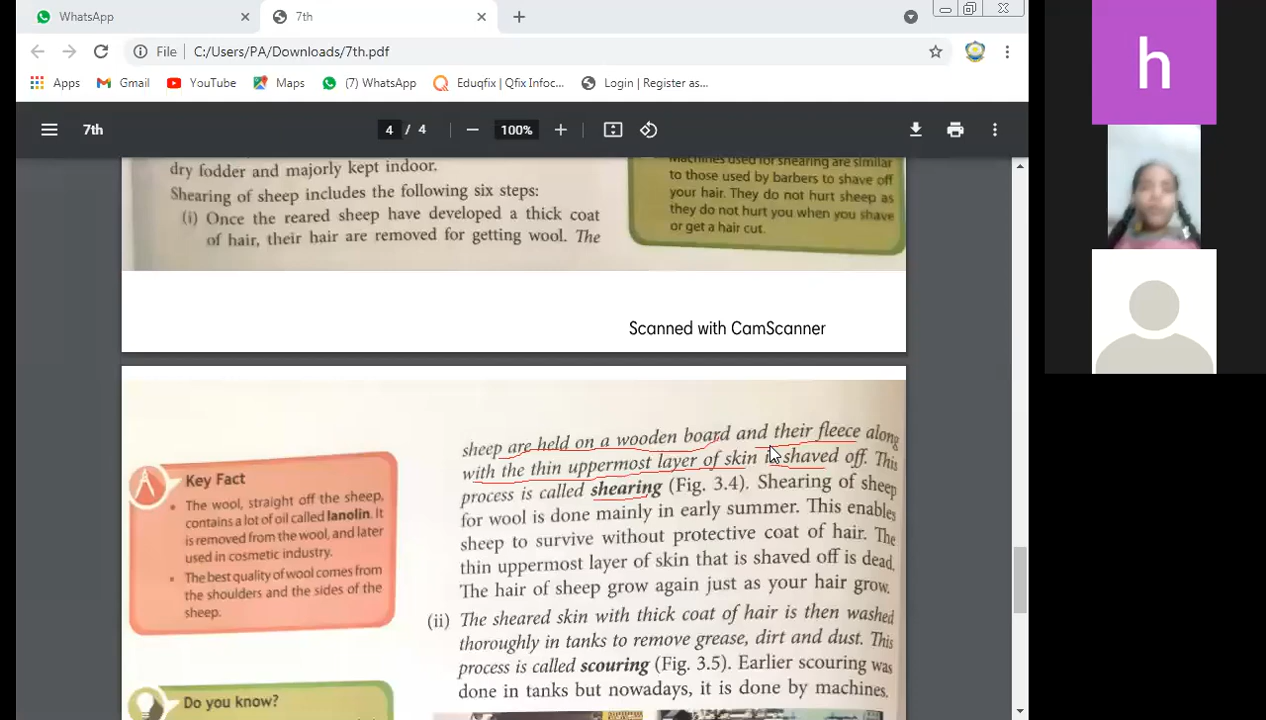 WhatsApp
7th
File
C:/Users/PA/Downloads/7th.pdf
Apps
Gmail
YouTube
Maps
(7) WhatsApp
Eduqfix | Qfix Infoc...
Login | Register as...
7th
4 / 4
100%
dry fodder and majorly kept indoor.
Shearing of sheep includes the following six steps:
(i) Once the reared sheep have developed a thick coat
of hair, their hair are removed for getting wool. The
Machines used for shearing are similar
to those used by barbers to shave off
your hair. They do not hurt sheep as
they do not hurt you when you shave
or get a hair cut.
Scanned with CamScanner
sheep are held on a wooden board and their fleece along
with the thin uppermost layer of skin is shaved off. This
process is called shearing (Fig. 3.4). Shearing of sheep
for wool is done mainly in early summer. This enables
sheep to survive without protective coat of hair. The
thin uppermost layer of skin that is shaved off is dead.
The hair of sheep grow again just as your hair grow.
(ii) The sheared skin with thick coat of hair is then washed
thoroughly in tanks to remove grease, dirt and dust. This
process is called scouring (Fig. 3.5). Earlier scouring was
done in tanks but nowadays, it is done by machines.
Key Fact
• The wool, straight off the sheep,
contains a lot of oil called lanolin. It
is removed from the wool, and later
used in cosmetic industry.
• The best quality of wool comes from
the shoulders and the sides of the
sheep.
Do you know?
h